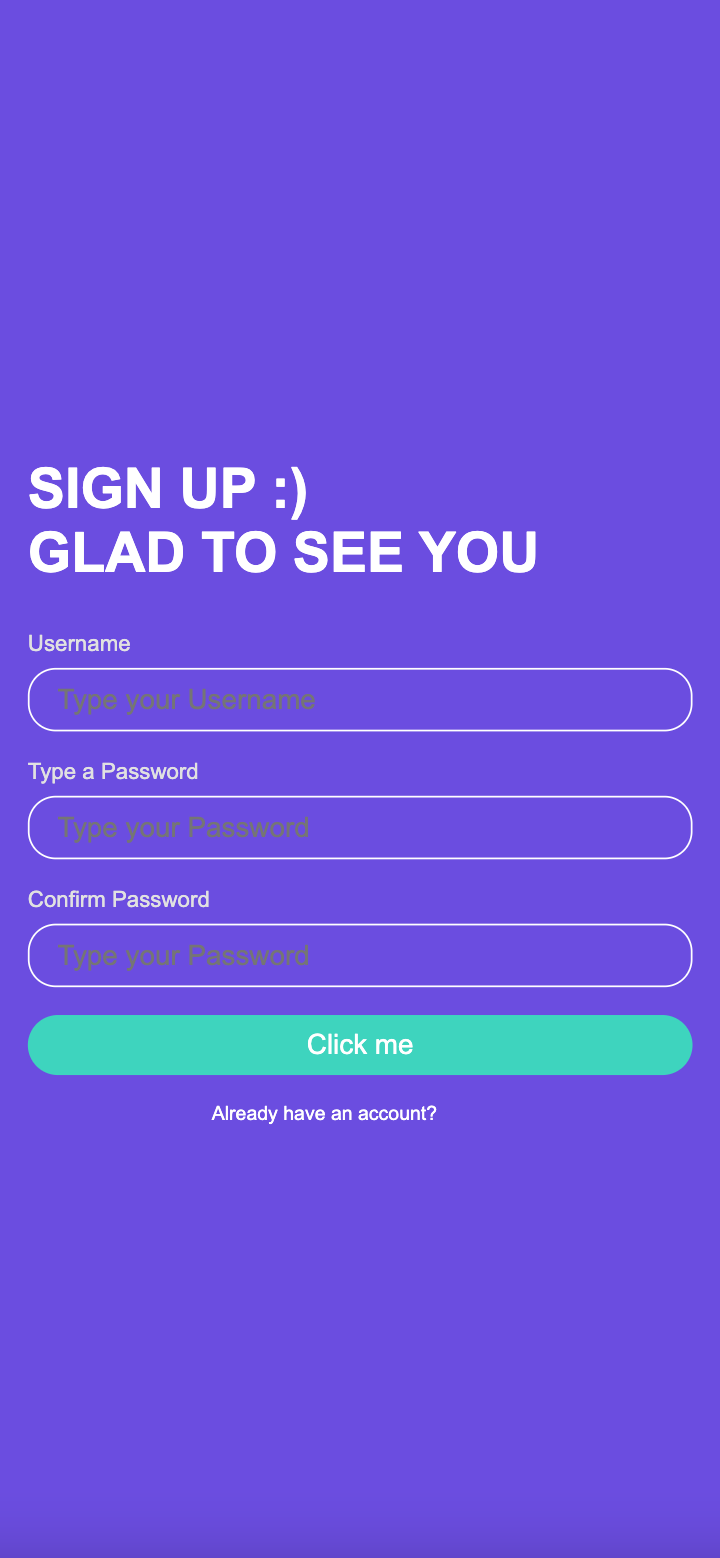 SIGN UP :)
GLAD TO SEE YOU
Username
Type your Username
Type a Password
Type your Password
Confirm Password
Type your Password
Click me
Already have an account?